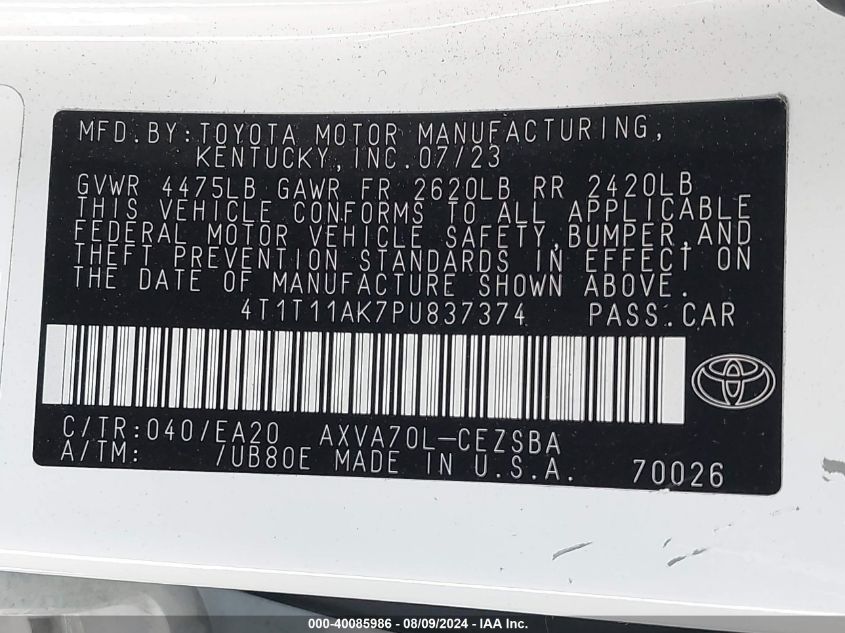 MFD.BY:TOYOTA MOTOR MANUFACTURING,
KENTUCKY,INC.07/23
GVWR 4475LB GAWR FR 2620LB RR 2420LB
THIS VEHICLE CONFORMS TO ALL APPLICABLE
FEDERAL MOTOR VEHICLE SAFETY,BUMPER,AND
THEFT PREVENTION STANDARDS IN EFFECT ON
THE DATE OF MANUFACTURE SHOWN ABOVE.
4T1T11AK7PU837374 PASS.CAR
C/TR:040/EA20 AXVA70L-CEZSBA
A/TM: /UB80E MADE IN U.S.A. 70026
000-40085986 - 08/09/2024 - IAA Inc.